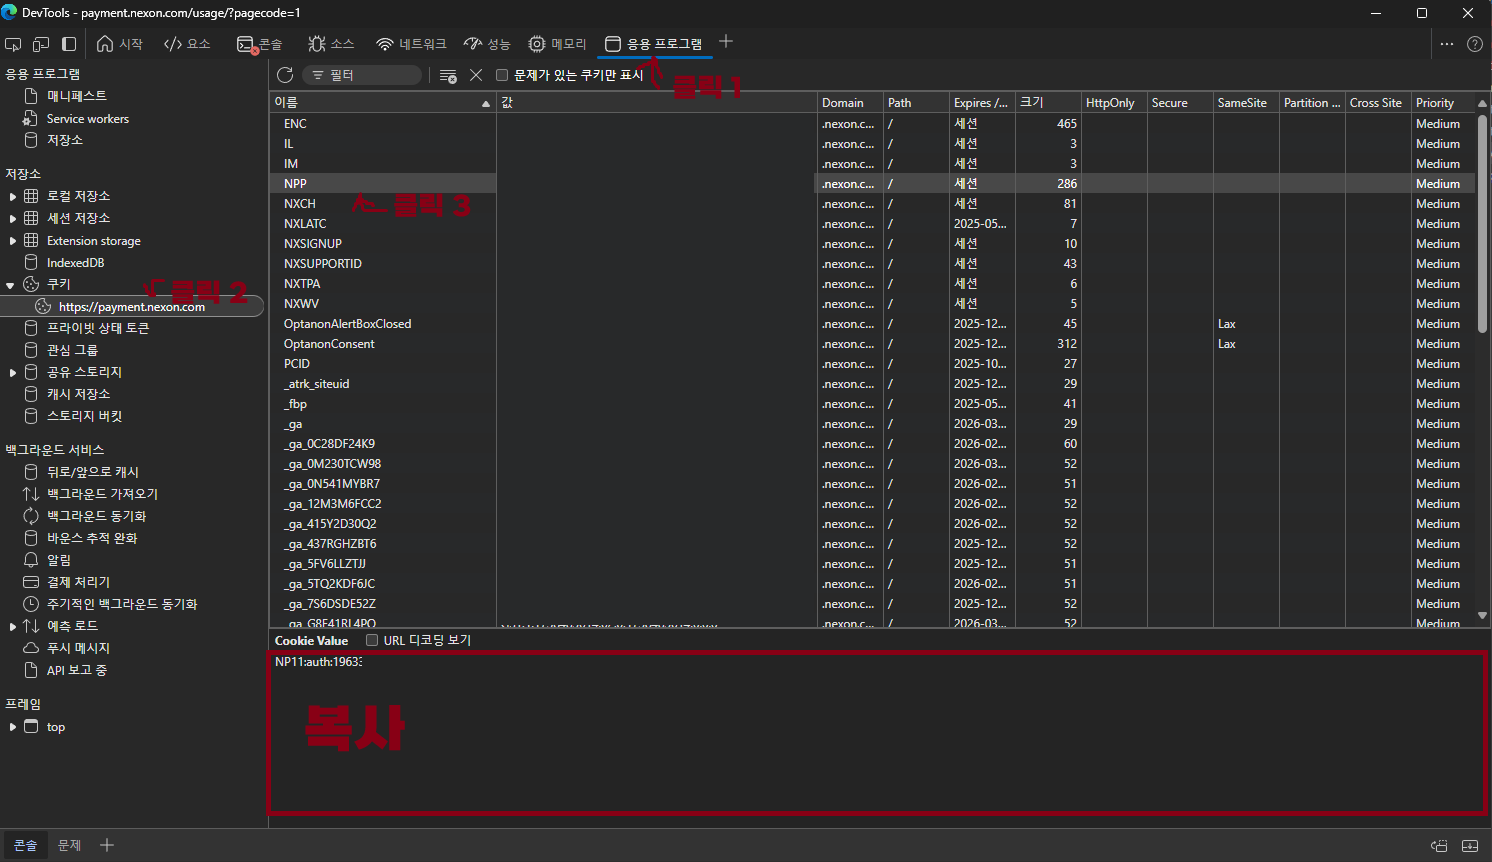 DevTools - payment.nexon.com/usage/?pagecode=1
시작 요소 콘솔 소스 네트워크 성능 메모리 응용 프로그램
응용 프로그램
매니페스트
Service workers
저장소
저장소
로컬 저장소
세션 저장소
Extension storage
IndexedDB
쿠키
https://payment.nexon.com
프라이빗 상태 토큰
관심 그룹
공유 스토리지
캐시 저장소
스토리지 버킷
백그라운드 서비스
뒤로/앞으로 캐시
백그라운드 가져오기
백그라운드 동기화
바운스 추적 완화
알림
결제 처리기
주기적인 백그라운드 동기화
예측 로드
푸시 메시지
API 보고 중
프레임
top
필터 문제가 있는 쿠키만 표시
클릭 1
클릭 2
클릭 3
이름 값 Domain Path Expires /... 크기 HttpOnly Secure SameSite Partition ... Cross Site Priority
ENC .nexon.c... / 세션 465 Medium
IL .nexon.c... / 세션 3 Medium
IM .nexon.c... / 세션 3 Medium
NPP .nexon.c... / 세션 286 Medium
NXCH .nexon.c... / 세션 81 Medium
NXLATC .nexon.c... / 2025-05... 7 Medium
NXSIGNUP .nexon.c... / 세션 10 Medium
NXSUPPORTID .nexon.c... / 세션 43 Medium
NXTPA .nexon.c... / 세션 6 Medium
NXWV .nexon.c... / 세션 5 Medium
OptanonAlertBoxClosed .nexon.c... / 2025-12... 45 Lax Medium
OptanonConsent .nexon.c... / 2025-12... 312 Lax Medium
PCID .nexon.c... / 2025-10... 27 Medium
_atrk_siteuid .nexon.c... / 2025-12... 29 Medium
_fbp .nexon.c... / 2025-05... 41 Medium
_ga .nexon.c... / 2026-03... 29 Medium
_ga_0C28DF24K9 .nexon.c... / 2026-02... 60 Medium
_ga_0M230TCW98 .nexon.c... / 2026-03... 52 Medium
_ga_0N541MYBR7 .nexon.c... / 2026-02... 51 Medium
_ga_12M3M6FCC2 .nexon.c... / 2026-02... 52 Medium
_ga_415Y2D30Q2 .nexon.c... / 2026-02... 52 Medium
_ga_437RGHZBT6 .nexon.c... / 2025-12... 52 Medium
_ga_5FV6LLZTJJ .nexon.c... / 2025-12... 51 Medium
_ga_5TQ2KDF6JC .nexon.c... / 2026-02... 51 Medium
_ga_7S6DSDE52Z .nexon.c... / 2025-12... 52 Medium
_ga_G8F41RL4PQ .nexon.c... / 2026-03... 52 Medium
Cookie Value URL 디코딩 보기
NP11:auth:19633
복사
콘솔 문제